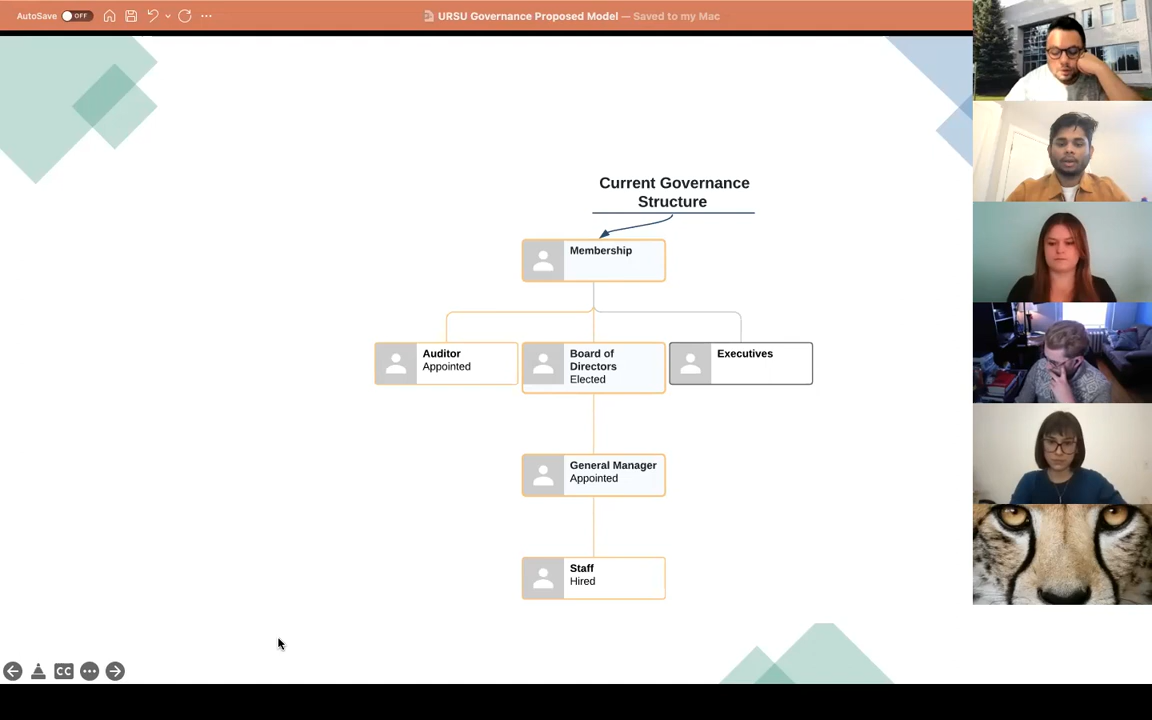 AutoSave OFF
URSU Governance Proposed Model — Saved to my Mac
Current Governance
Structure
Membership
Auditor
Appointed
Board of
Directors
Elected
Executives
General Manager
Appointed
Staff
Hired
CC